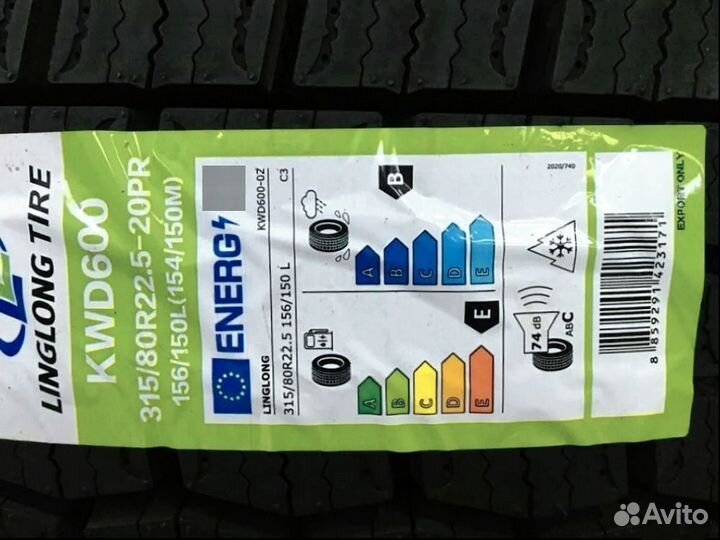 LINGLONG TIRE
KWD600
315/80R22.5-20PR
156/150L(154/150M)
ENERG
LINGLONG
KWD600-02
315/80R22.5 156/150 L
C3
B
A
B
C
D
E
E
A
B
C
D
E
2020/740
74 dB
ABC
8 859291 423171
EXPORT ONLY
Avito